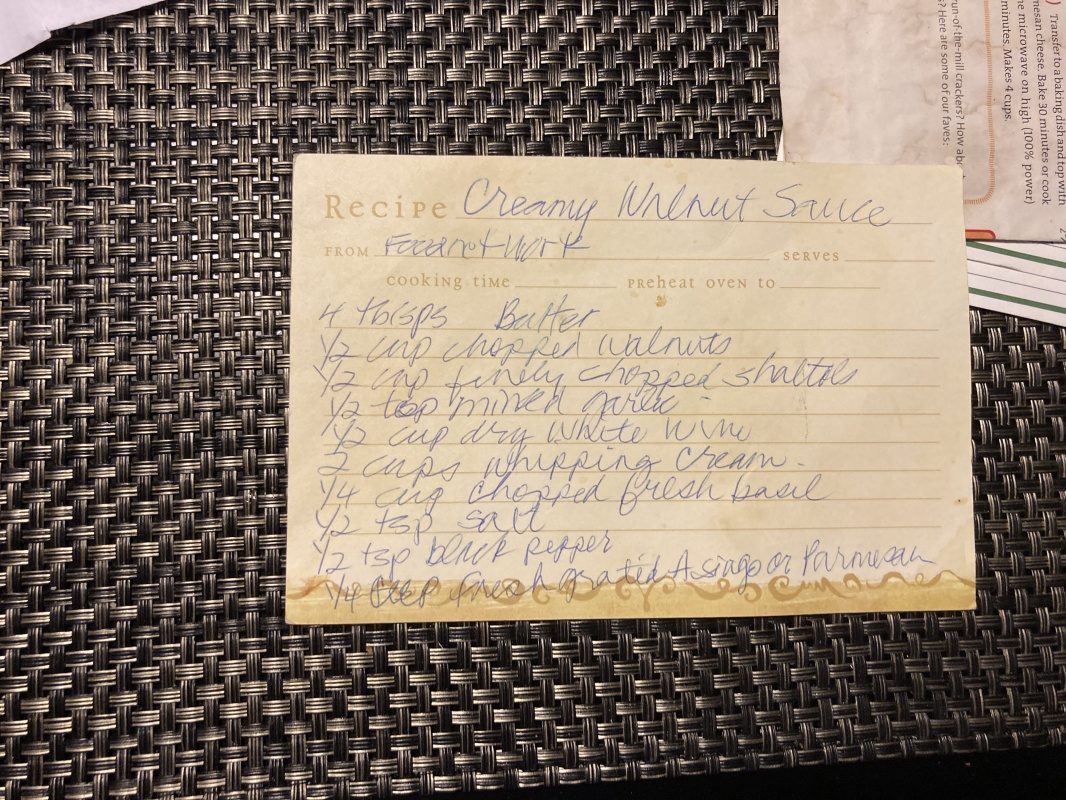 ) Transfer to a baking dish and top with
mesan cheese. Bake 30 minutes or cook
he microwave on high (100% power)
minutes. Makes 4 cups.
run-of-the-mill crackers? How abo
s? Here are some of our faves:
Recipe Creamy Walnut Sauce
FROM Foodnetwork serves
cooking time preheat oven to
4 tblsps Butter
1/2 cup chopped walnuts
1/2 cup finely chopped shallots
1/2 tsp minced garlic
1/2 cup dry white wine
2 cups whipping cream.
1/4 cup chopped fresh basil
1/2 tsp salt
1/2 tsp black pepper
1/4 cup fresh grated Asiago or Parmesan